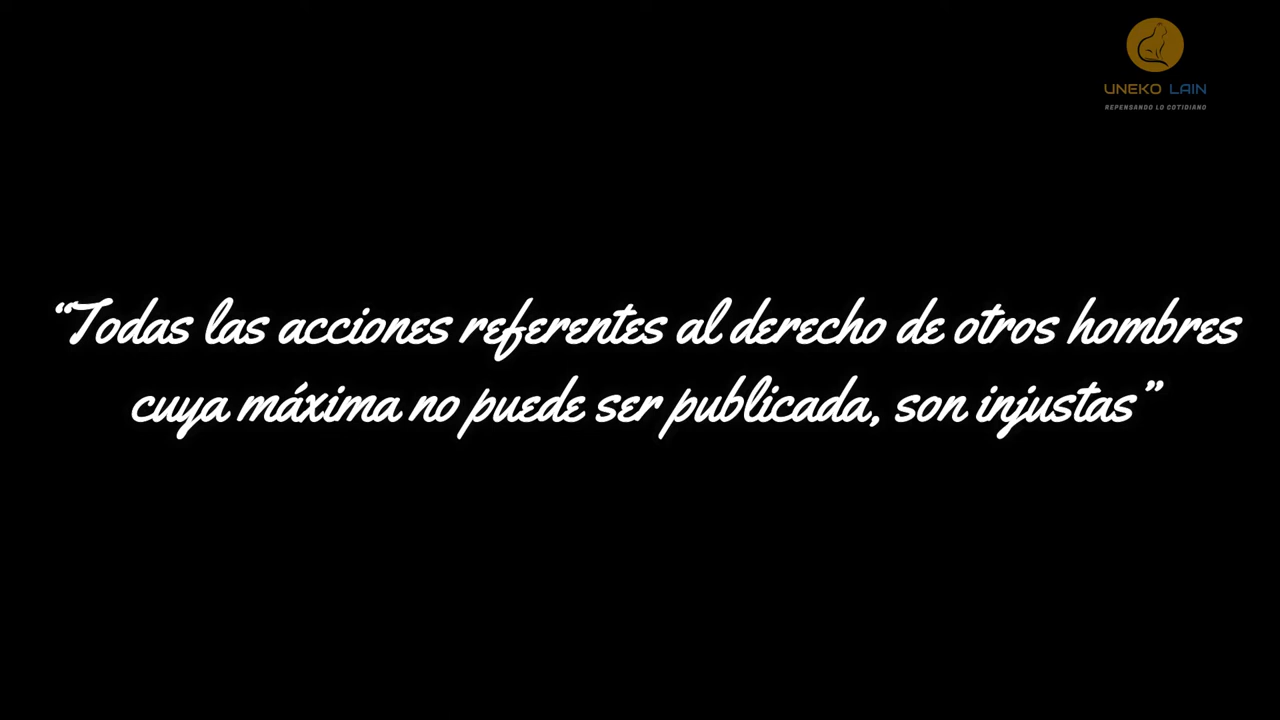 UNEKO LAIN
REPENSANDO LO COTIDIANO
“Todas las acciones referentes al derecho de otros hombres
cuya máxima no puede ser publicada, son injustas”